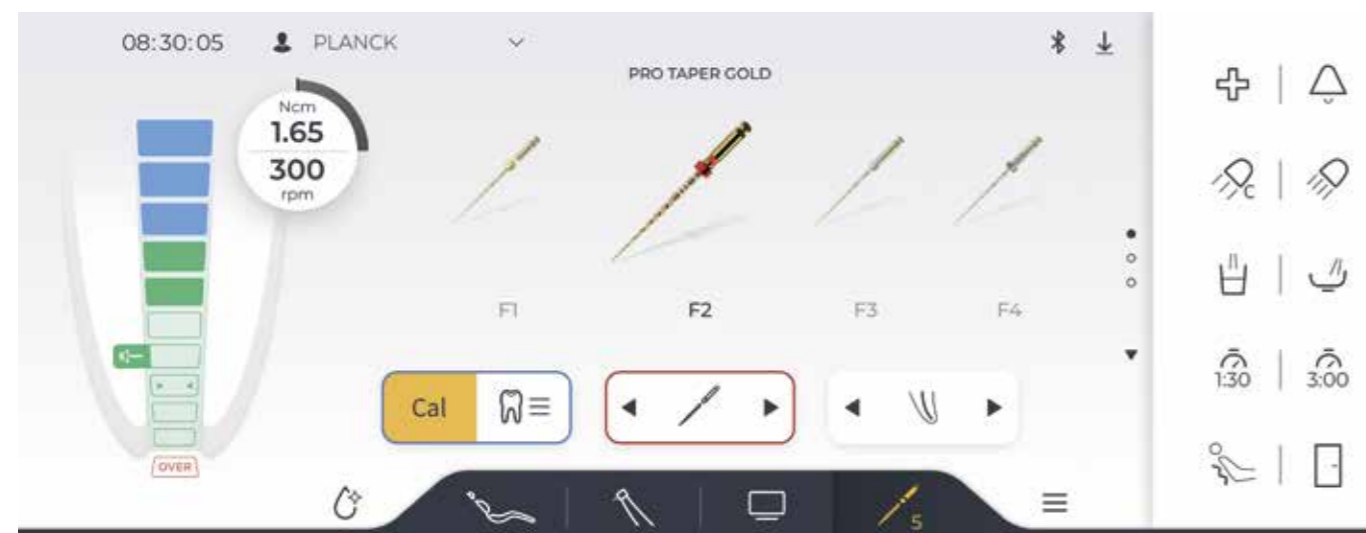 08:30:05 PLANCK
PRO TAPER GOLD
Ncm
1.65
300
rpm
F1 F2 F3 F4
Cal
OVER
5
C
1:30 3:00